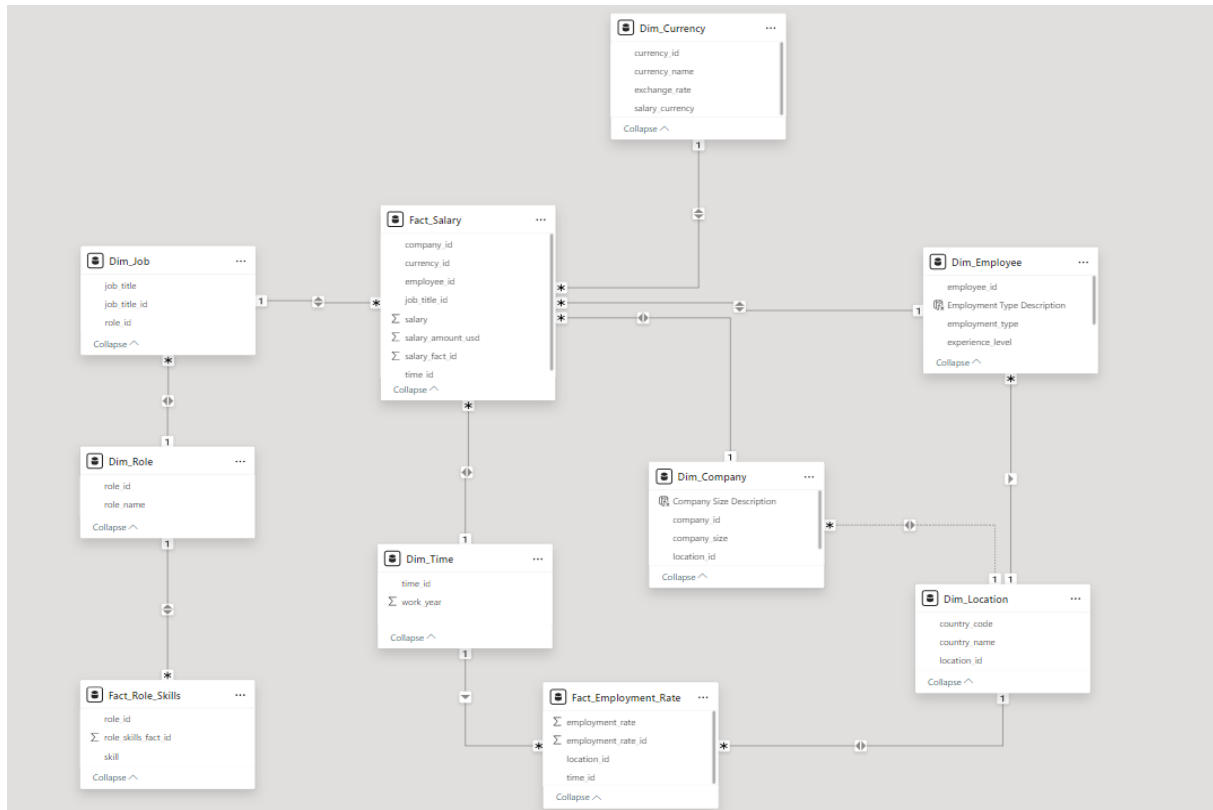 Dim_Currency
currency_id
currency_name
exchange_rate
salary_currency
Collapse
1
Fact_Salary
company_id
currency_id
employee_id
job_title_id
Σ salary
Σ salary_amount_usd
Σ salary_fact_id
time_id
Collapse
*
*
*
*
*
Dim_Job
job_title
job_title_id
role_id
Collapse
1
*
Dim_Employee
employee_id
Employment Type Description
employment_type
experience_level
Collapse
1
*
Dim_Role
role_id
role_name
Collapse
1
1
Dim_Company
Company Size Description
company_id
company_size
location_id
Collapse
1
*
Dim_Time
time_id
Σ work_year
Collapse
1
1
Dim_Location
country_code
country_name
location_id
Collapse
1 1
1
Fact_Role_Skills
role_id
Σ role_skills_fact_id
skill
Collapse
*
Fact_Employment_Rate
Σ employment_rate
Σ employment_rate_id
location_id
time_id
Collapse
*
*